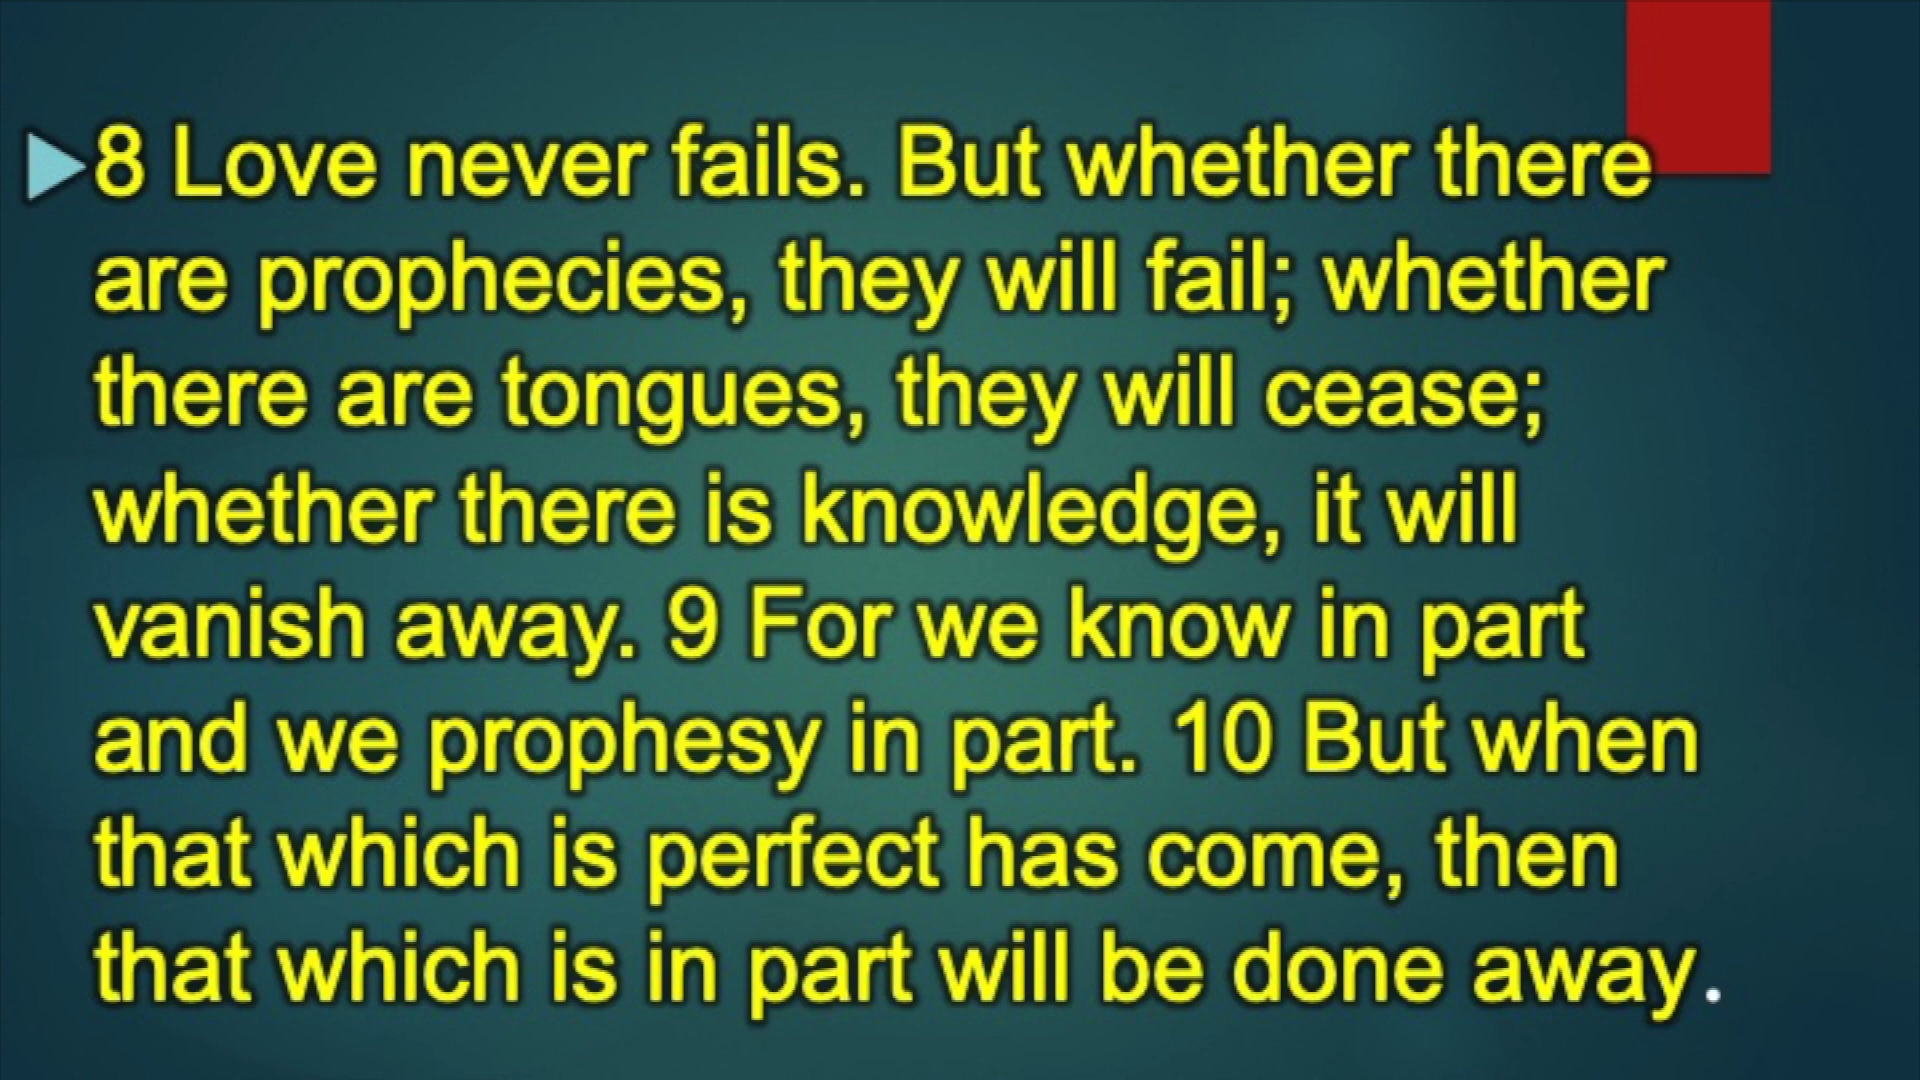 8 Love never fails. But whether there
are prophecies, they will fail; whether
there are tongues, they will cease;
whether there is knowledge, it will
vanish away. 9 For we know in part
and we prophesy in part. 10 But when
that which is perfect has come, then
that which is in part will be done away.